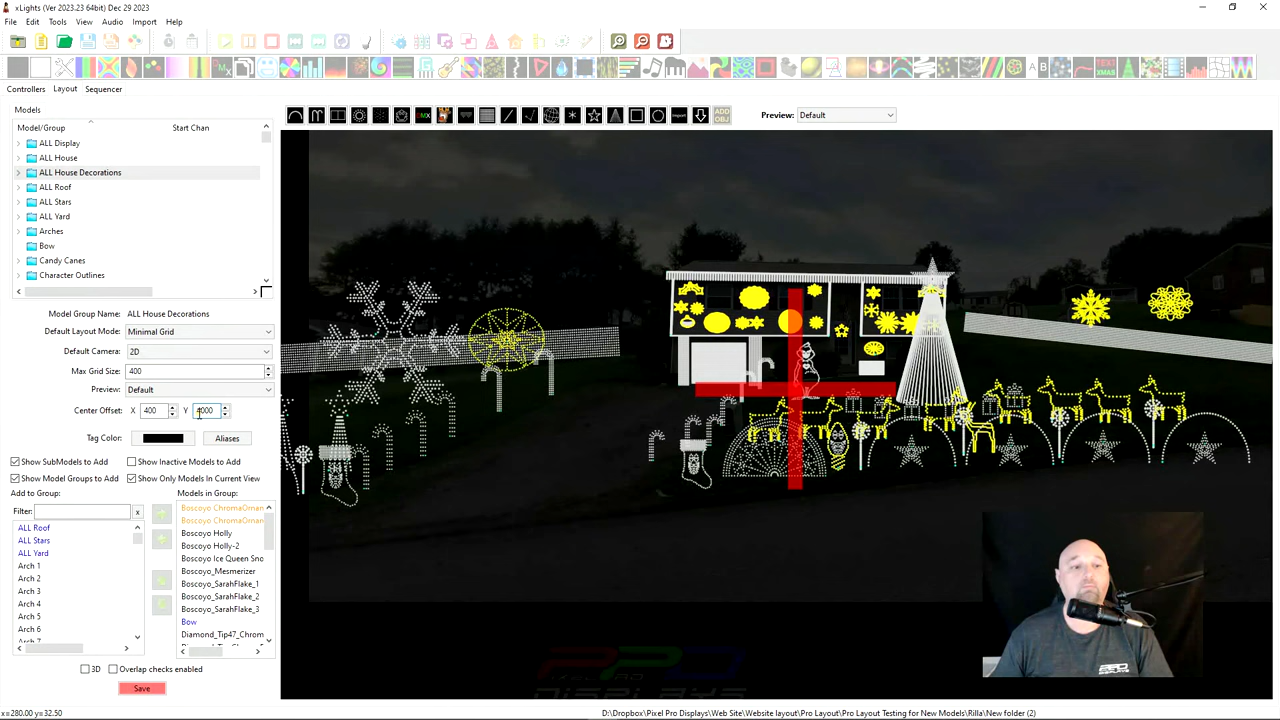 xLights (Ver 2023.23 64bit) Dec 29 2023
File Edit Tools View Audio Import Help
Controllers Layout Sequencer
Models
Preview: Default
Model/Group Start Chan
ALL Display
ALL House
ALL House Decorations
ALL Roof
ALL Stars
ALL Yard
Arches
Bow
Candy Canes
Character Outlines
Model Group Name: ALL House Decorations
Default Layout Mode: Minimal Grid
Default Camera: 2D
Max Grid Size: 400
Preview: Default
Center Offset: X 400 Y 4000
Tag Color: Aliases
Show SubModels to Add Show Inactive Models to Add
Show Model Groups to Add Show Only Models In Current View
Add to Group: Models in Group:
Filter: x
ALL Roof
ALL Stars
ALL Yard
Arch 1
Arch 2
Arch 3
Arch 4
Arch 5
Arch 6
Boscoyo ChromaOrnan
Boscoyo ChromaOrnan
Boscoyo Holly
Boscoyo Holly-2
Boscoyo Ice Queen Sno
Boscoyo_Mesmerizer
Boscoyo_SarahFlake_1
Boscoyo_SarahFlake_2
Boscoyo_SarahFlake_3
Bow
Diamond_Tip47_Chrom
3D Overlap checks enabled
Save
x=280.00 y=32.50 D:\Dropbox\Pixel Pro Displays\Web Site\Website layout\Pro Layout\Pro Layout Testing for New Models\Rilla\New folder (2)